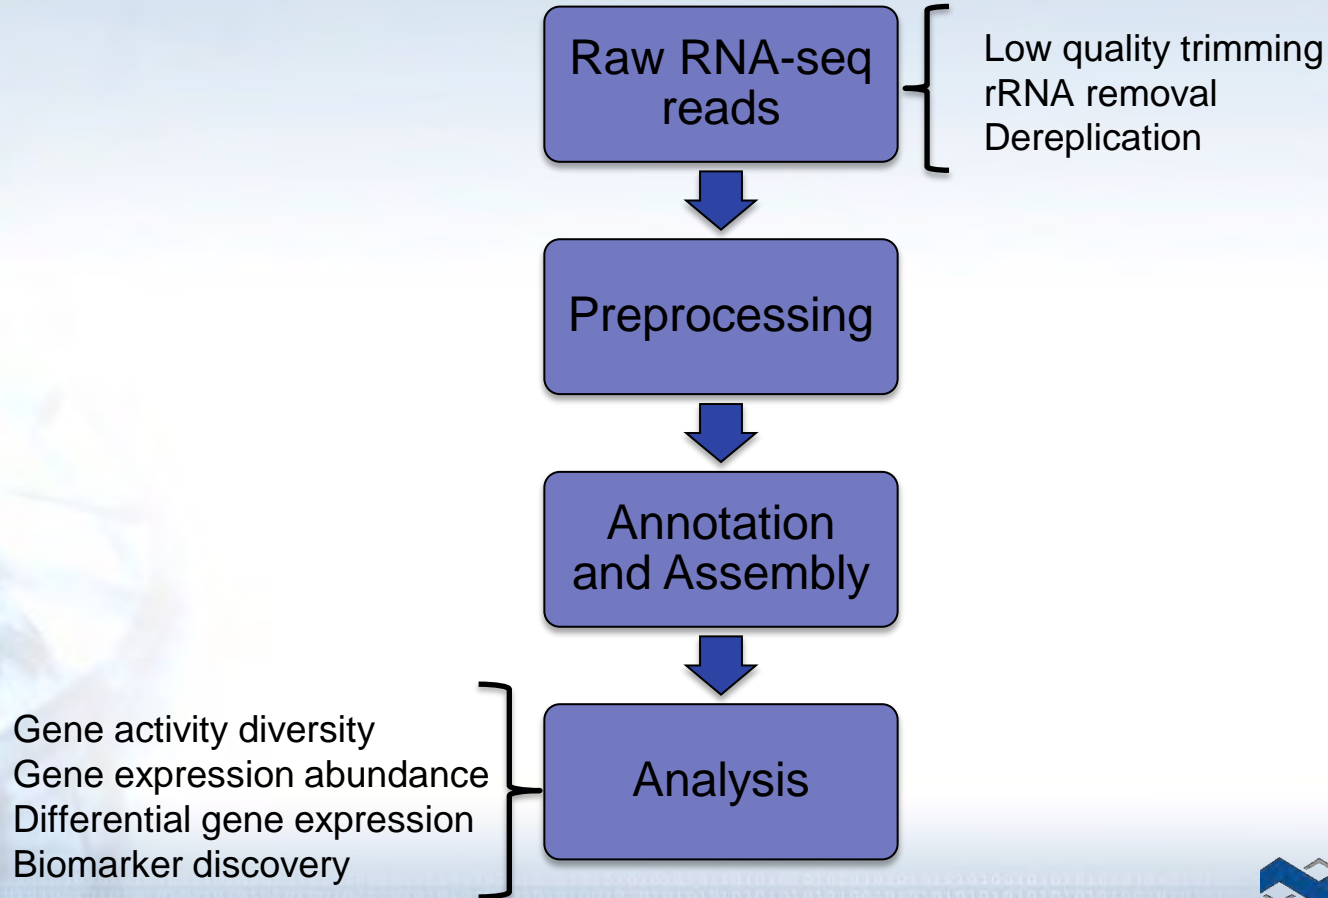 Raw RNA-seq
reads
Low quality trimming
rRNA removal
Dereplication
Preprocessing
Annotation
and Assembly
Analysis
Gene activity diversity
Gene expression abundance
Differential gene expression
Biomarker discovery